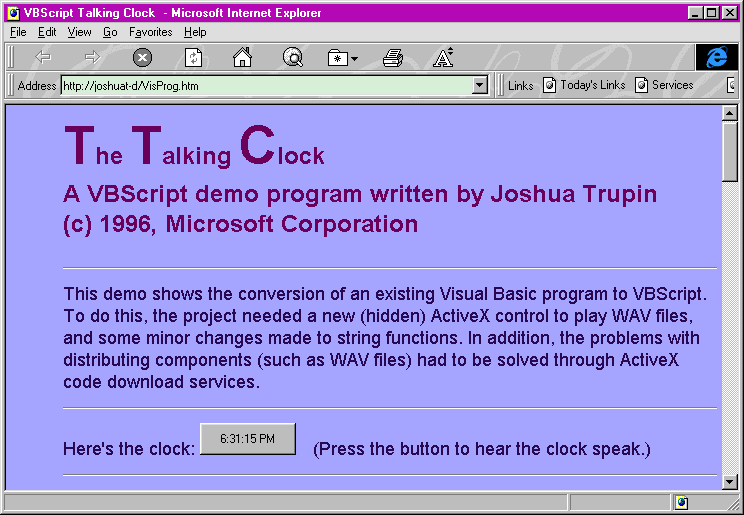 VBScript Talking Clock - Microsoft Internet Explorer
File Edit View Go Favorites Help
Address http://joshuat-d/VisProg.htm Links Today's Links Services
The Talking Clock
A VBScript demo program written by Joshua Trupin
(c) 1996, Microsoft Corporation
This demo shows the conversion of an existing Visual Basic program to VBScript.
To do this, the project needed a new (hidden) ActiveX control to play WAV files,
and some minor changes made to string functions. In addition, the problems with
distributing components (such as WAV files) had to be solved through ActiveX
code download services.
Here's the clock: 6:31:15 PM (Press the button to hear the clock speak.)